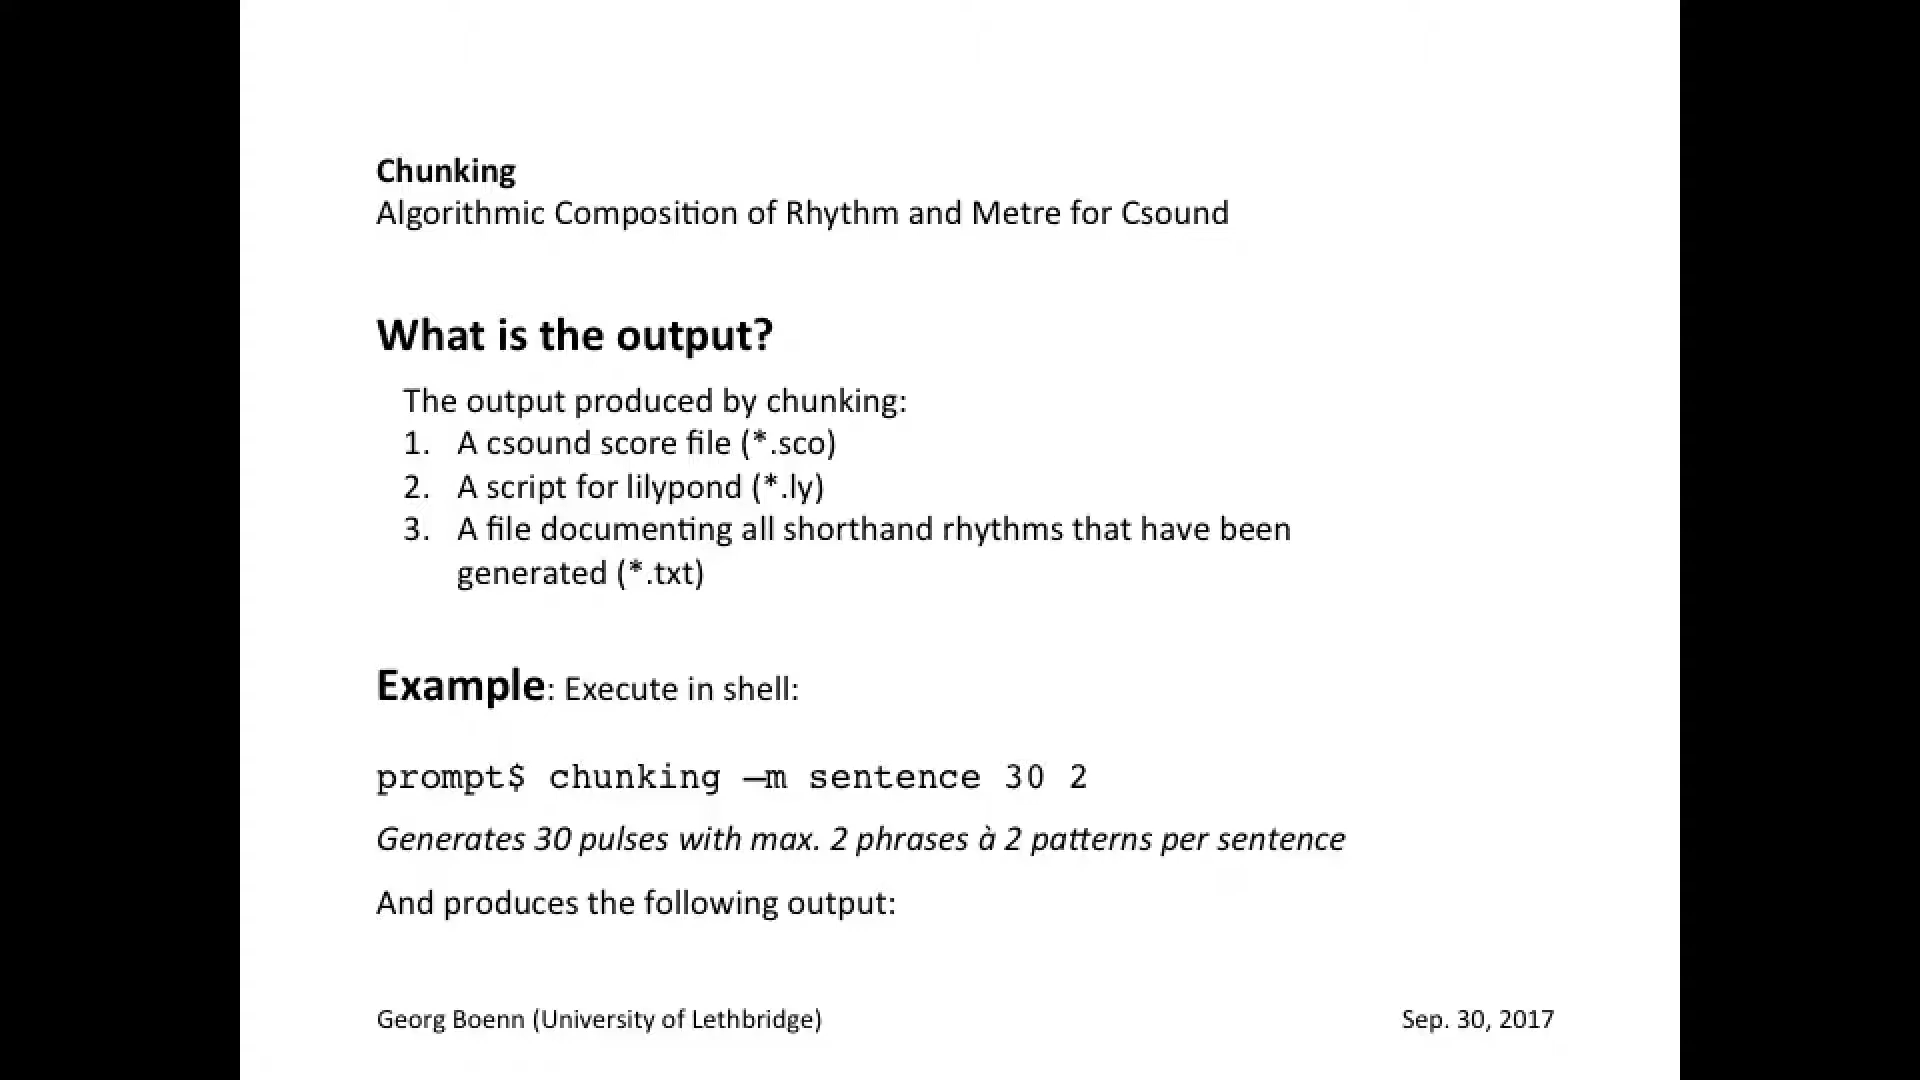 Chunking
Algorithmic Composition of Rhythm and Metre for Csound
What is the output?
The output produced by chunking:
1. A csound score file (*.sco)
2. A script for lilypond (*.ly)
3. A file documenting all shorthand rhythms that have been
generated (*.txt)
Example: Execute in shell:
prompt$ chunking –m sentence 30 2
Generates 30 pulses with max. 2 phrases à 2 patterns per sentence
And produces the following output:
Georg Boenn (University of Lethbridge) Sep. 30, 2017